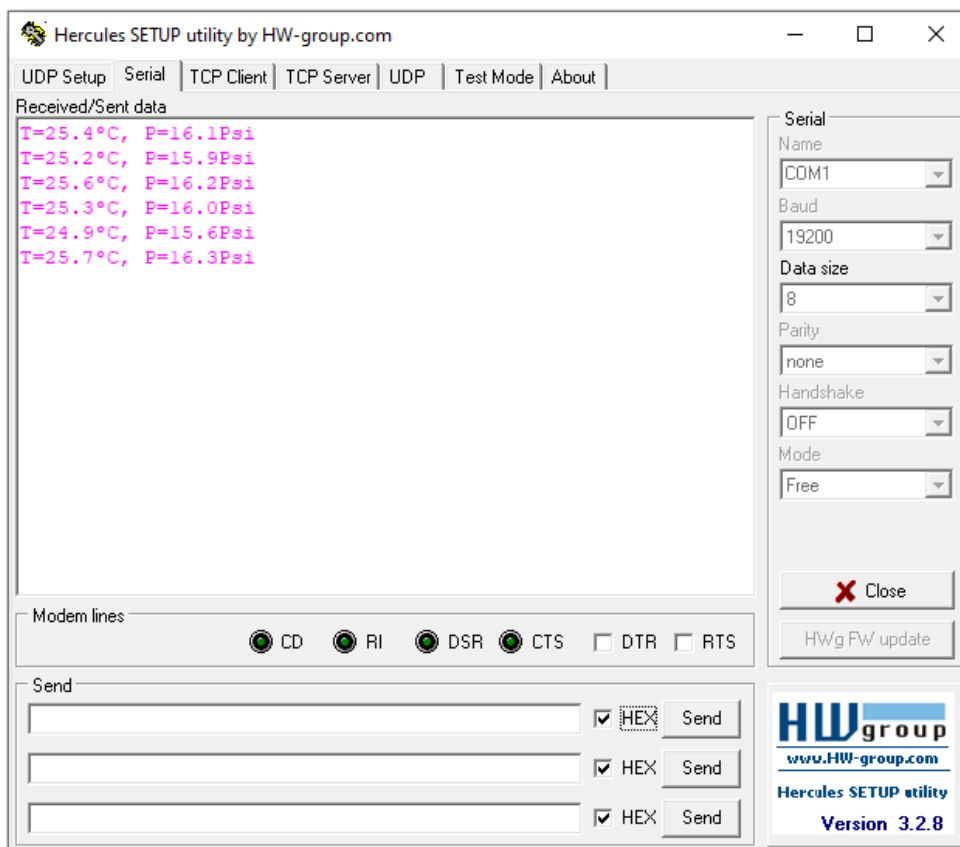 Hercules SETUP utility by HW-group.com
UDP Setup Serial TCP Client TCP Server UDP Test Mode About
Received/Sent data
T=25.4°C, P=16.1Psi
T=25.2°C, P=15.9Psi
T=25.6°C, P=16.2Psi
T=25.3°C, P=16.0Psi
T=24.9°C, P=15.6Psi
T=25.7°C, P=16.3Psi
Serial
Name
COM1
Baud
19200
Data size
8
Parity
none
Handshake
OFF
Mode
Free
Close
HWg FW update
Modem lines
CD RI DSR CTS DTR RTS
Send
HEX Send
HEX Send
HEX Send
HWgroup
www.HW-group.com
Hercules SETUP utility
Version 3.2.8